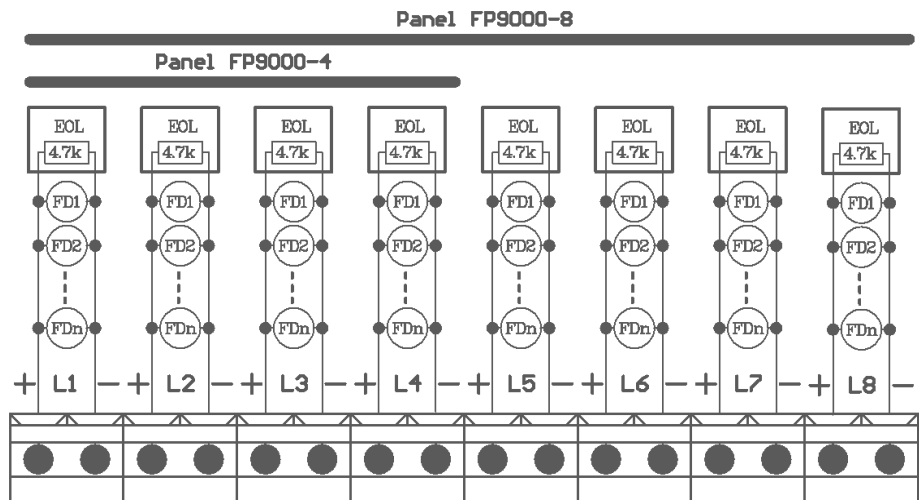 Panel FP9000-8
Panel FP9000-4
EOL EOL EOL EOL EOL EOL EOL EOL
4.7k 4.7k 4.7k 4.7k 4.7k 4.7k 4.7k 4.7k
FD1 FD1 FD1 FD1 FD1 FD1 FD1 FD1
FD2 FD2 FD2 FD2 FD2 FD2 FD2 FD2
FDn FDn FDn FDn FDn FDn FDn FDn
+ L1 - + L2 - + L3 - + L4 - + L5 - + L6 - + L7 - + L8 -